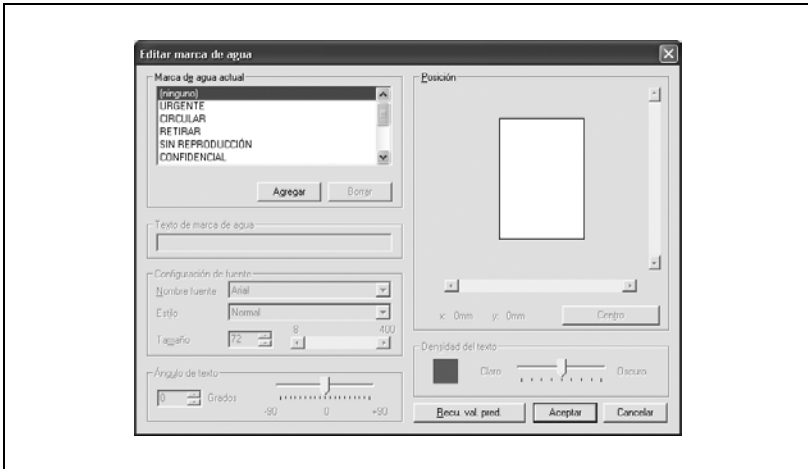 Editar marca de agua
Marca de agua actual
(ninguno)
URGENTE
CIRCULAR
RETIRAR
SIN REPRODUCCIÓN
CONFIDENCIAL
Agregar Borrar
Texto de marca de agua
Configuración de fuente
Nombre fuente Arial
Estilo Normal
Tamaño 72 8 400
Ángulo de texto
0 Grados -90 0 +90
Posición
x: 0mm y: 0mm Centro
Densidad del texto
Claro Oscuro
Recu. val. pred. Aceptar Cancelar